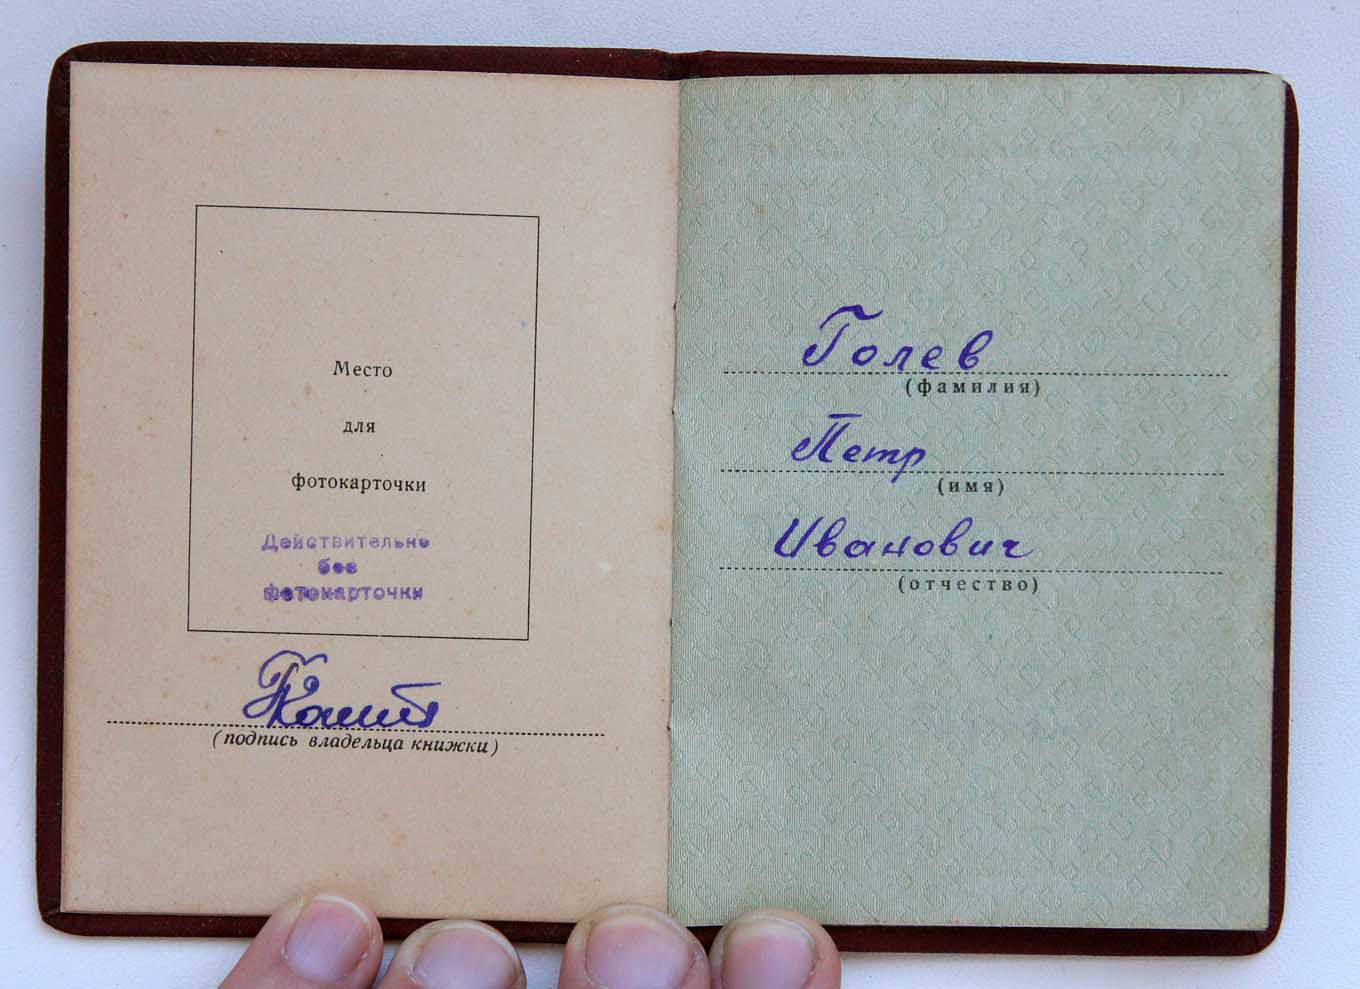 Место
для
фотокарточки
Действительно
без
фотокарточки
(подпись владельца книжки)
Голев
(фамилия)
Петр
(имя)
Иванович
(отчество)